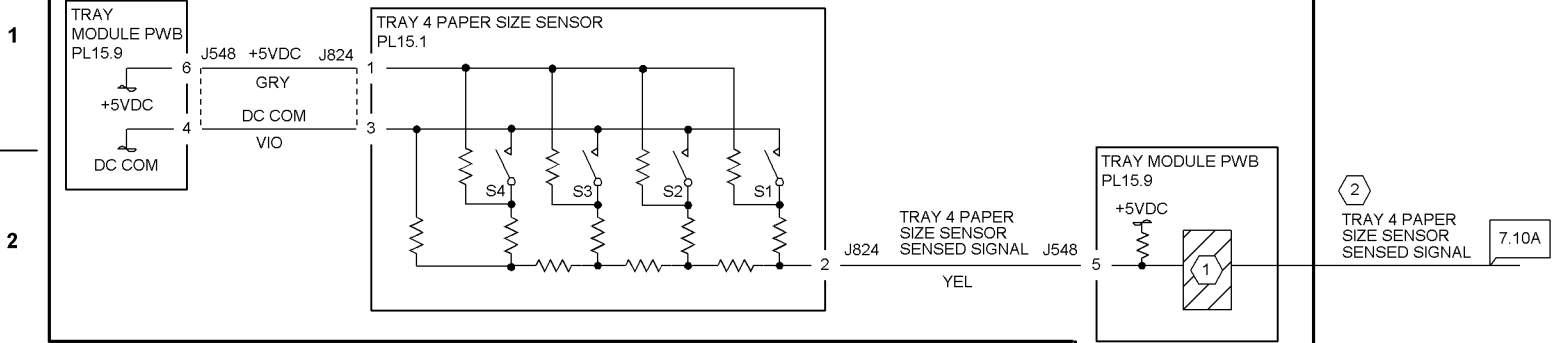 1
TRAY
MODULE PWB
PL15.9
6
+5VDC
4
DC COM
J548 +5VDC J824
GRY
DC COM
VIO
TRAY 4 PAPER SIZE SENSOR
PL15.1
1
3
S4
S3
S2
S1
2
2
J824
TRAY 4 PAPER
SIZE SENSOR
SENSED SIGNAL
J548
YEL
TRAY MODULE PWB
PL15.9
+5VDC
5
1
2
TRAY 4 PAPER
SIZE SENSOR
SENSED SIGNAL
7.10A